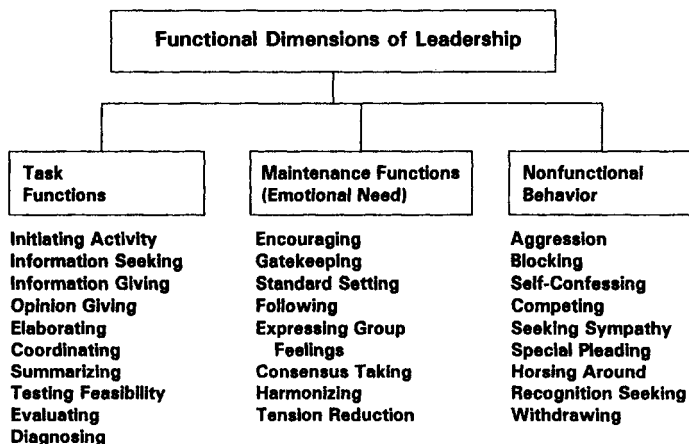 Functional Dimensions of Leadership
Task
Functions
Initiating Activity
Information Seeking
Information Giving
Opinion Giving
Elaborating
Coordinating
Summarizing
Testing Feasibility
Evaluating
Diagnosing
Maintenance Functions
(Emotional Need)
Encouraging
Gatekeeping
Standard Setting
Following
Expressing Group
Feelings
Consensus Taking
Harmonizing
Tension Reduction
Nonfunctional
Behavior
Aggression
Blocking
Self-Confessing
Competing
Seeking Sympathy
Special Pleading
Horsing Around
Recognition Seeking
Withdrawing